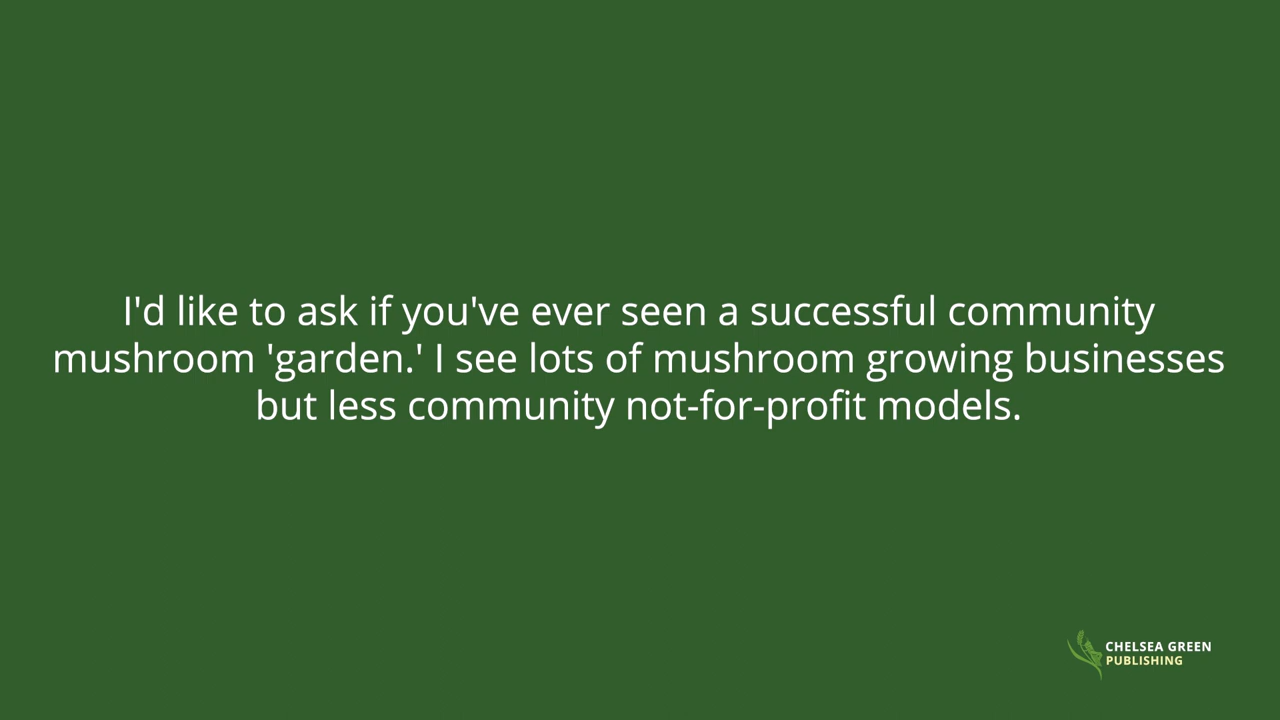 I'd like to ask if you've ever seen a successful community
mushroom 'garden.' I see lots of mushroom growing businesses
but less community not-for-profit models.
CHELSEA GREEN
PUBLISHING